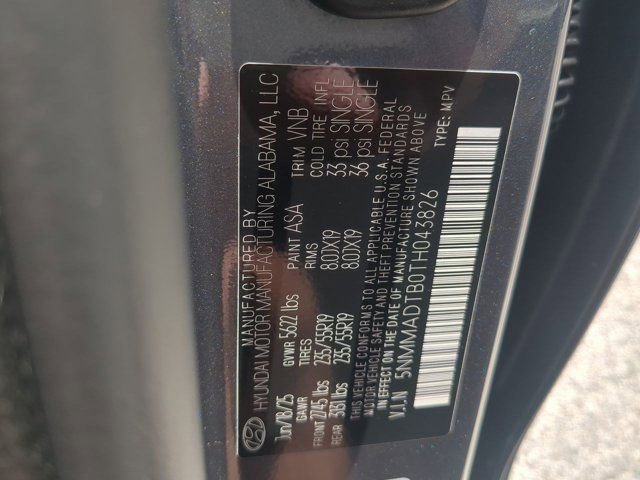 MANUFACTURED BY
HYUNDAI MOTOR MANUFACTURING ALABAMA, LLC
Jun/18/25 GVWR 5622 lbs PAINT ASA TRIM VNB
GAWR TIRES RIMS COLD TIRE INFL
FRONT 2745 lbs 235/55R19 8.0JX19 33 psi SINGLE
REAR 3131 lbs 235/55R19 8.0JX19 36 psi SINGLE
THIS VEHICLE CONFORMS TO ALL APPLICABLE U.S.A. FEDERAL
MOTOR VEHICLE SAFETY AND THEFT PREVENTION STANDARDS
IN EFFECT ON THE DATE OF MANUFACTURE SHOWN ABOVE
V.I.N 5NMMADTB0TH043826 TYPE: MPV